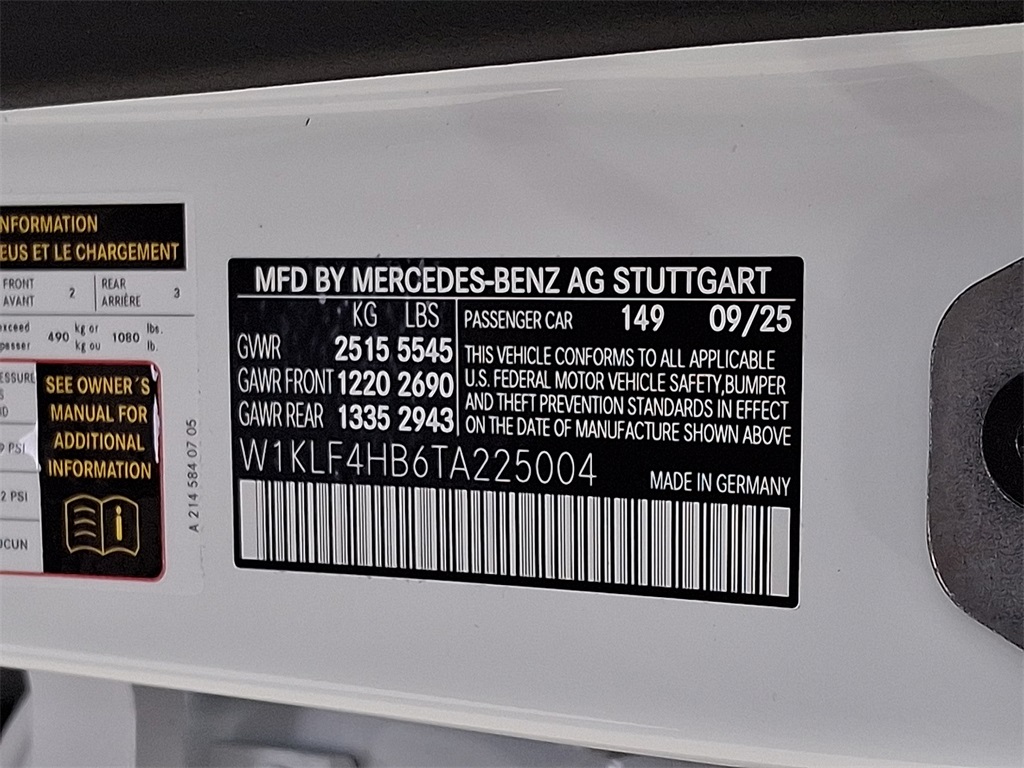 NFORMATION
EUS ET LE CHARGEMENT
FRONT
AVANT 2
REAR
ARRIÈRE 3
490 kg or
kg ou 1080 lbs.
lb.
SEE OWNER´S
MANUAL FOR
ADDITIONAL
INFORMATION
PSI
2 PSI
A 214 584 07 05
MFD BY MERCEDES-BENZ AG STUTTGART
KG LBS
GVWR 2515 5545
GAWR FRONT 1220 2690
GAWR REAR 1335 2943
PASSENGER CAR 149 09/25
THIS VEHICLE CONFORMS TO ALL APPLICABLE
U.S. FEDERAL MOTOR VEHICLE SAFETY,BUMPER
AND THEFT PREVENTION STANDARDS IN EFFECT
ON THE DATE OF MANUFACTURE SHOWN ABOVE
W1KLF4HB6TA225004
MADE IN GERMANY